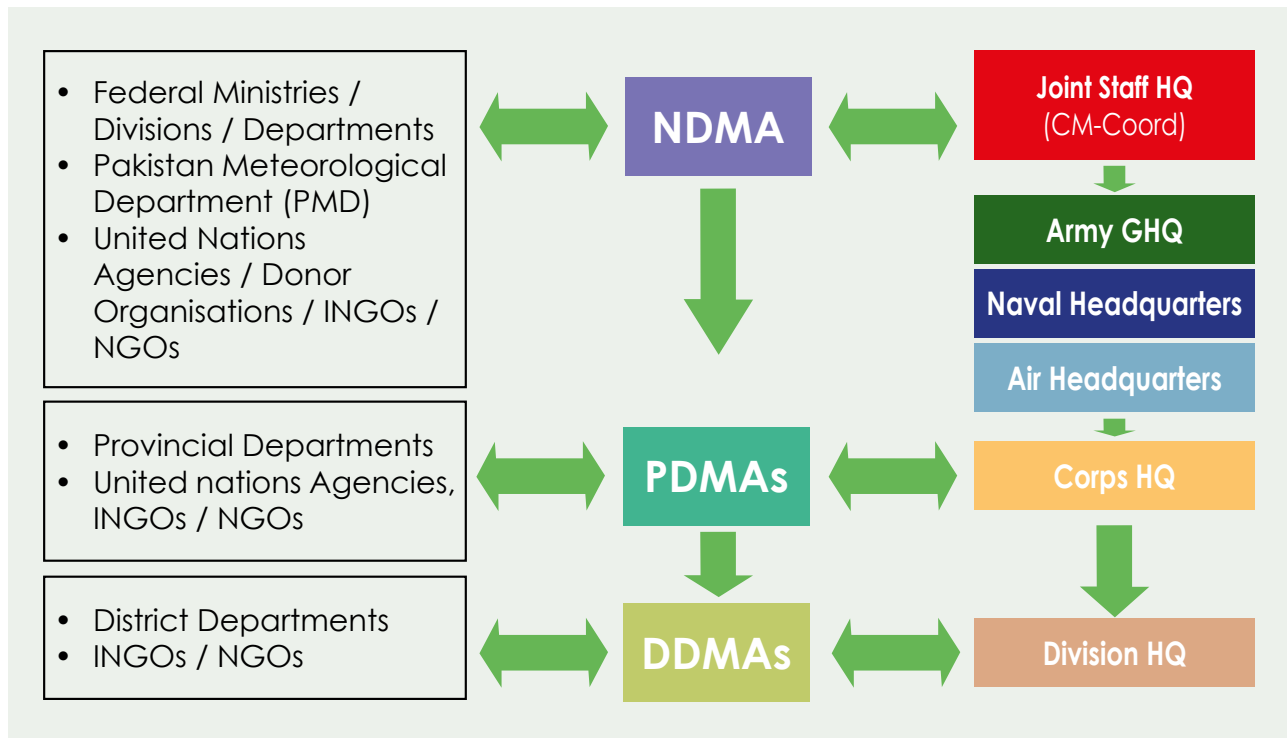 • Federal Ministries /
Divisions / Departments
• Pakistan Meteorological
Department (PMD)
• United Nations
Agencies / Donor
Organisations / INGOs /
NGOs
NDMA
Joint Staff HQ
(CM-Coord)
Army GHQ
Naval Headquarters
Air Headquarters
• Provincial Departments
• United nations Agencies,
INGOs / NGOs
PDMAs
Corps HQ
• District Departments
• INGOs / NGOs
DDMAs
Division HQ